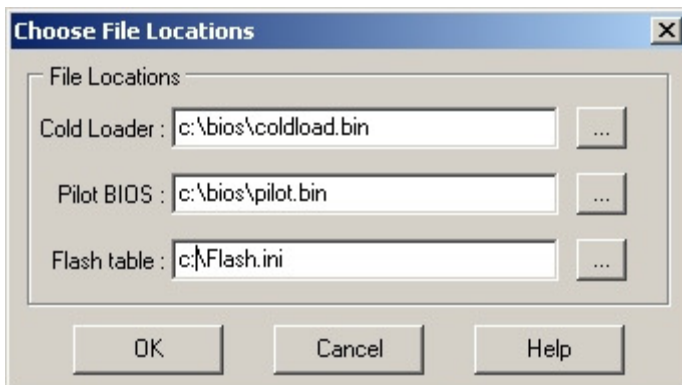 Choose File Locations
File Locations
Cold Loader : c:\bios\coldload.bin ...
Pilot BIOS : c:\bios\pilot.bin ...
Flash table : c:\Flash.ini ...
OK Cancel Help